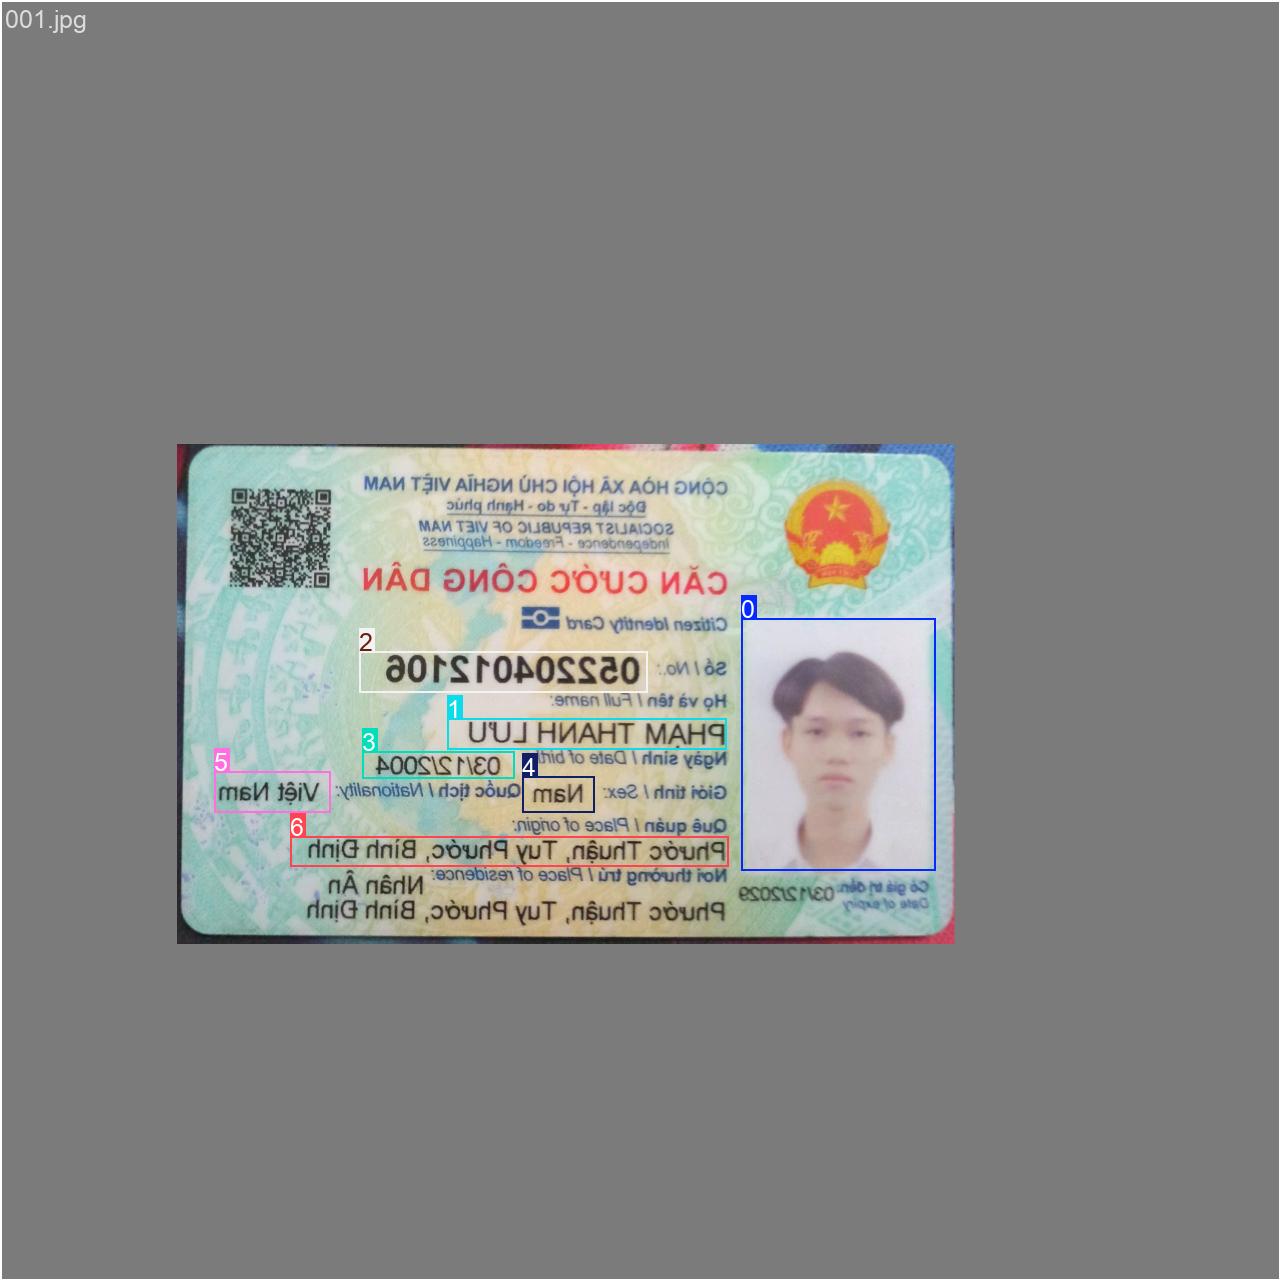 001.jpg
CỘNG HÒA XÃ HỘI CHỦ NGHĨA VIỆT NAM
Độc lập - Tự do - Hạnh phúc
SOCIALIST REPUBLIC OF VIET NAM
Independence - Freedom - Happiness
CĂN CƯỚC CÔNG DÂN
Citizen Identity Card
0
2
Số / No.: 052204012106
Họ và tên / Full name:
1
PHẠM THANH LƯU
3
Ngày sinh / Date of birth
03/12/2004
4
5
Giới tính / Sex: Nam Quốc tịch / Nationality: Việt Nam
Quê quán / Place of origin:
6
Phước Thuận, Tuy Phước, Bình Định
Nơi thường trú / Place of residence: Nhân Ân
Phước Thuận, Tuy Phước, Bình Định
Có giá trị đến: 03/12/2029
Date of expiry